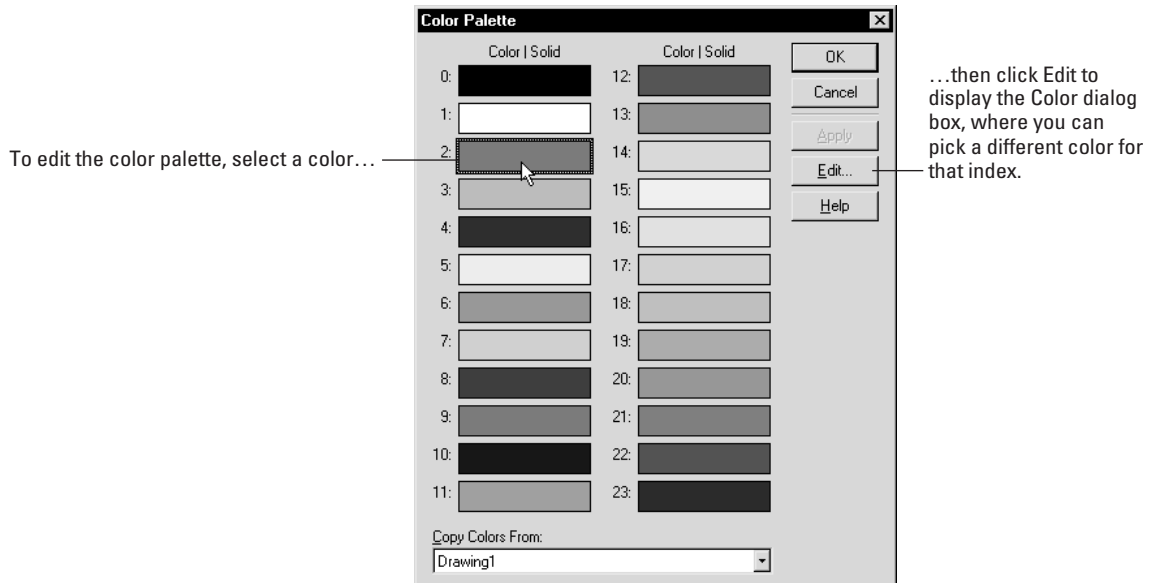 Color Palette
Color | Solid
Color | Solid
0:
1:
2:
3:
4:
5:
6:
7:
8:
9:
10:
11:
12:
13:
14:
15:
16:
17:
18:
19:
20:
21:
22:
23:
OK
Cancel
Apply
Edit...
Help
Copy Colors From:
Drawing1
To edit the color palette, select a color…
…then click Edit to
display the Color dialog
box, where you can
pick a different color for
that index.